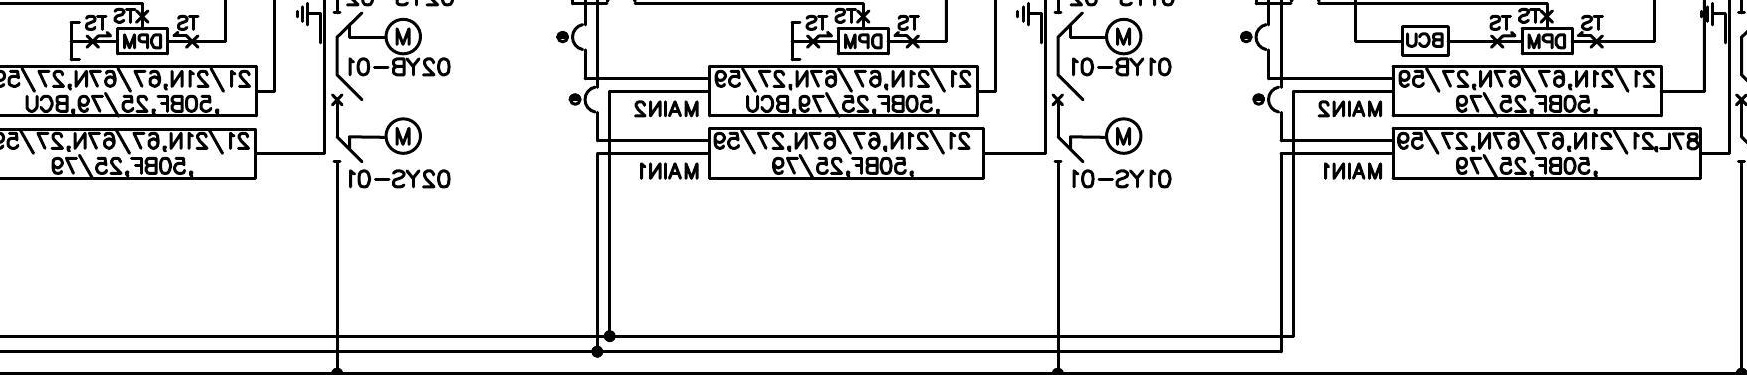 TS
TS
DPM
TS
M
02YB-01
21/21N,67/67N,27/59
,50BF,25/79,BCU
21/21N,67/67N,27/59
,50BF,25/79
M
02YS-01
TS
TS
DPM
TS
M
01YB-01
MAIN2
21/21N,67/67N,27/59
,50BF,25/79,BCU
MAIN1
21/21N,67/67N,27/59
,50BF,25/79
M
01YS-01
BCU
TS
TS
DPM
TS
MAIN2
21/21N,67/67N,27/59
,50BF,25/79
MAIN1
87L,21/21N,67/67N,27/59
,50BF,25/79